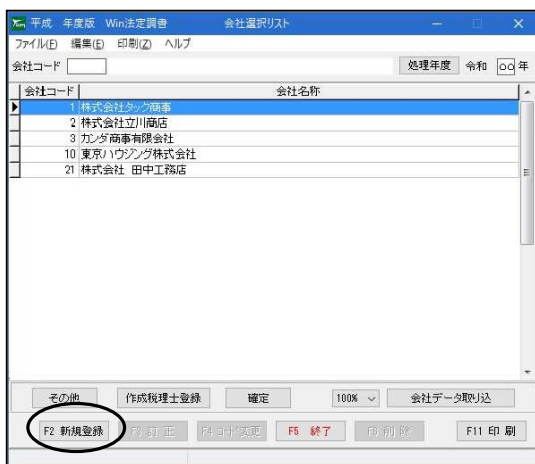 平成 年度版 Win法定調書 会社選択リスト
ファイル(F) 編集(E) 印刷(Z) ヘルプ
会社コード 処理年度 令和 〇〇 年
会社コード 会社名称
1 株式会社タック商事
2 株式会社立川商店
3 カンダ商事有限会社
10 東京ハウジング株式会社
21 株式会社 田中工務店
その他 作成税理士登録 確定 100% 会社データ取り込
F2 新規登録 F3 訂 正 F4 コード変更 F5 終了 F8 削 除 F11 印 刷